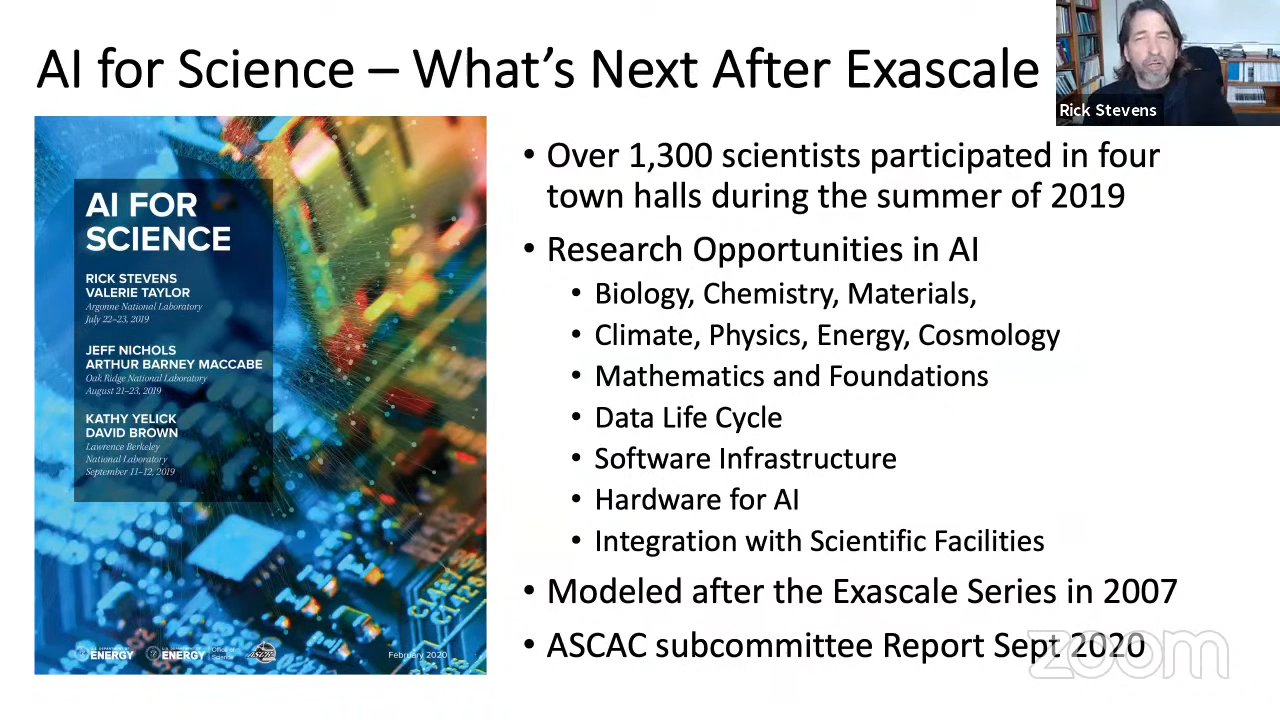 AI for Science – What's Next After Exascale
Rick Stevens
AI FOR
SCIENCE
RICK STEVENS
VALERIE TAYLOR
Argonne National Laboratory
July 22–23, 2019
JEFF NICHOLS
ARTHUR BARNEY MACCABE
Oak Ridge National Laboratory
August 21–23, 2019
KATHY YELICK
DAVID BROWN
Lawrence Berkeley
National Laboratory
September 11–12, 2019
ENERGY
ENERGY
Office of
Science
February 2020
• Over 1,300 scientists participated in four
town halls during the summer of 2019
• Research Opportunities in AI
• Biology, Chemistry, Materials,
• Climate, Physics, Energy, Cosmology
• Mathematics and Foundations
• Data Life Cycle
• Software Infrastructure
• Hardware for AI
• Integration with Scientific Facilities
• Modeled after the Exascale Series in 2007
• ASCAC subcommittee Report Sept 2020
zoom